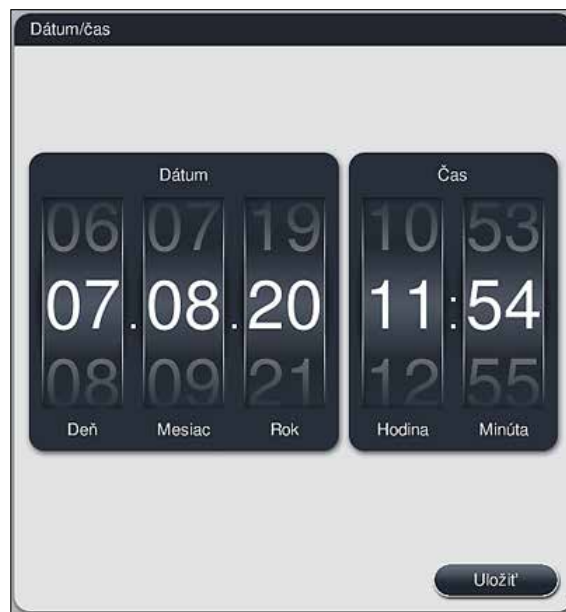 Dátum/čas
Dátum
06 07 19
07.08.20
08 09 21
Deň Mesiac Rok
Čas
10 53
11:54
12 55
Hodina Minúta
Uložiť